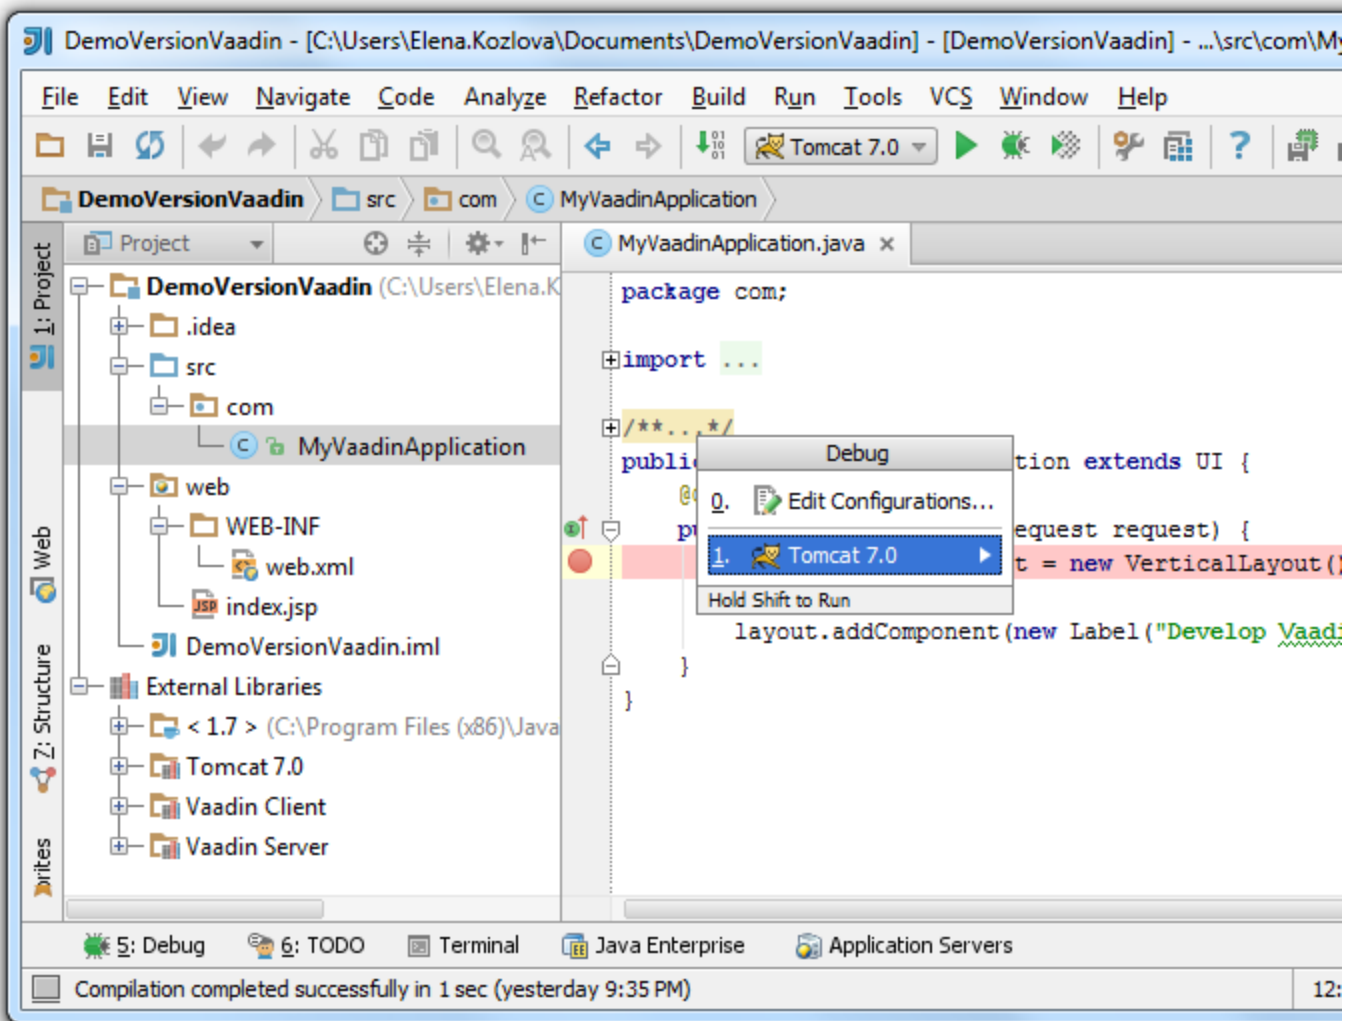 DemoVersionVaadin - [C:\Users\Elena.Kozlova\Documents\DemoVersionVaadin] - [DemoVersionVaadin] - ...\src\com\My
File Edit View Navigate Code Analyze Refactor Build Run Tools VCS Window Help
Tomcat 7.0
DemoVersionVaadin src com MyVaadinApplication
Project
MyVaadinApplication.java
1: Project
Web
7: Structure
DemoVersionVaadin (C:\Users\Elena.K
.idea
src
com
MyVaadinApplication
web
WEB-INF
web.xml
index.jsp
DemoVersionVaadin.iml
External Libraries
< 1.7 > (C:\Program Files (x86)\Java
Tomcat 7.0
Vaadin Client
Vaadin Server
package com;
import ...
/**...*/
public tion extends UI {
equest request) {
t = new VerticalLayout()
layout.addComponent(new Label("Develop Vaadi
}
}
Debug
0. Edit Configurations...
1. Tomcat 7.0
Hold Shift to Run
5: Debug 6: TODO Terminal Java Enterprise Application Servers
Compilation completed successfully in 1 sec (yesterday 9:35 PM) 12: